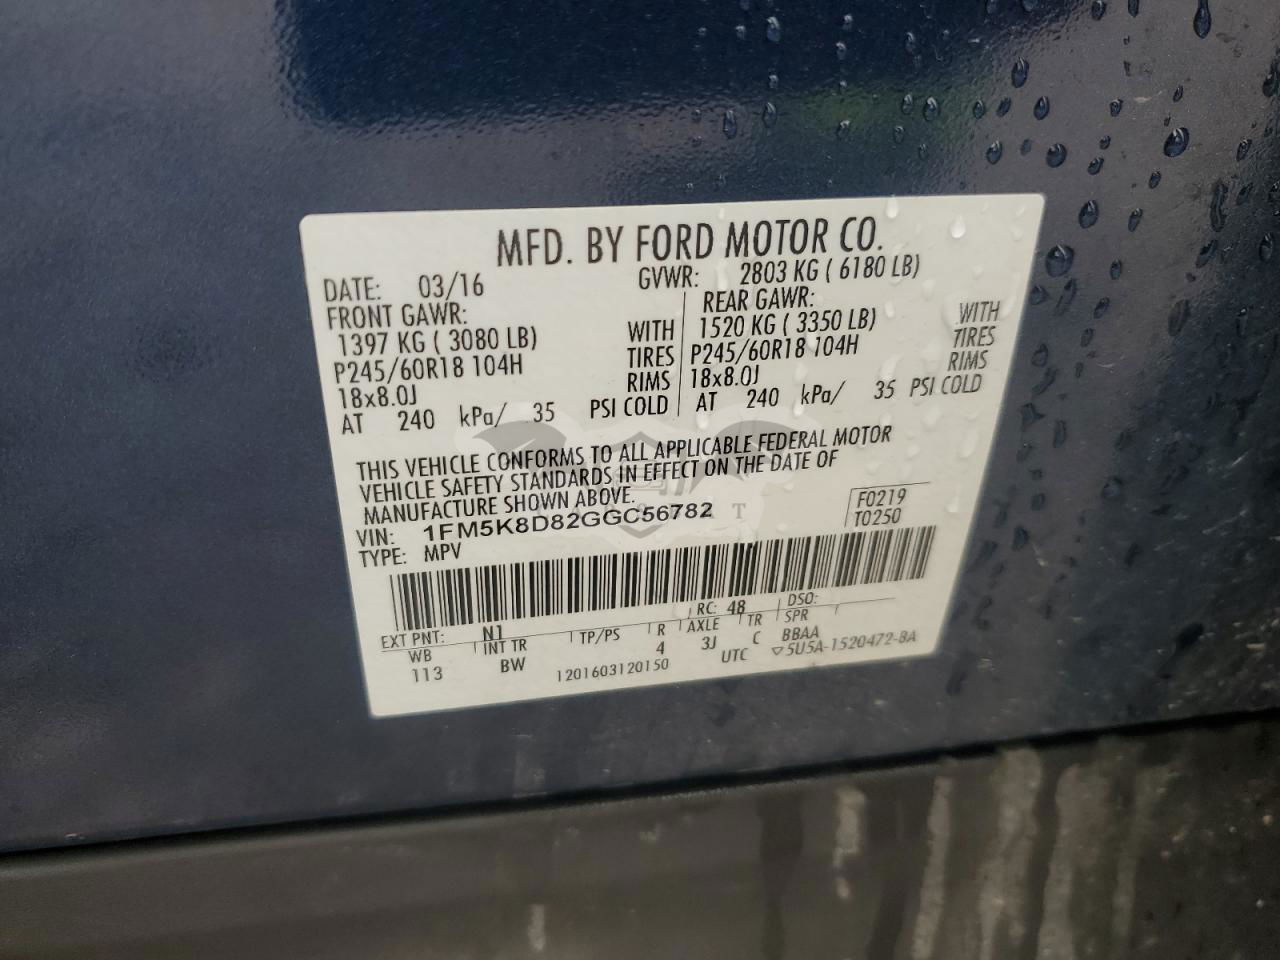 MFD. BY FORD MOTOR CO.
DATE: 03/16 GVWR: 2803 KG ( 6180 LB)
FRONT GAWR: REAR GAWR:
1397 KG ( 3080 LB) WITH 1520 KG ( 3350 LB) WITH
P245/60R18 104H TIRES P245/60R18 104H TIRES
18x8.0J RIMS 18x8.0J RIMS
AT 240 kPa/ 35 PSI COLD AT 240 kPa/ 35 PSI COLD
THIS VEHICLE CONFORMS TO ALL APPLICABLE FEDERAL MOTOR
VEHICLE SAFETY STANDARDS IN EFFECT ON THE DATE OF
MANUFACTURE SHOWN ABOVE.
VIN: 1FM5K8D82GGC56782
TYPE: MPV
F0219
T0250
EXT PNT: N1 RC: 48 DSO:
WB INT TR TP/PS R AXLE TR SPR
113 BW 4 3J C BBAA
1201603120150 UTC ▽5U5A-1520472-BA